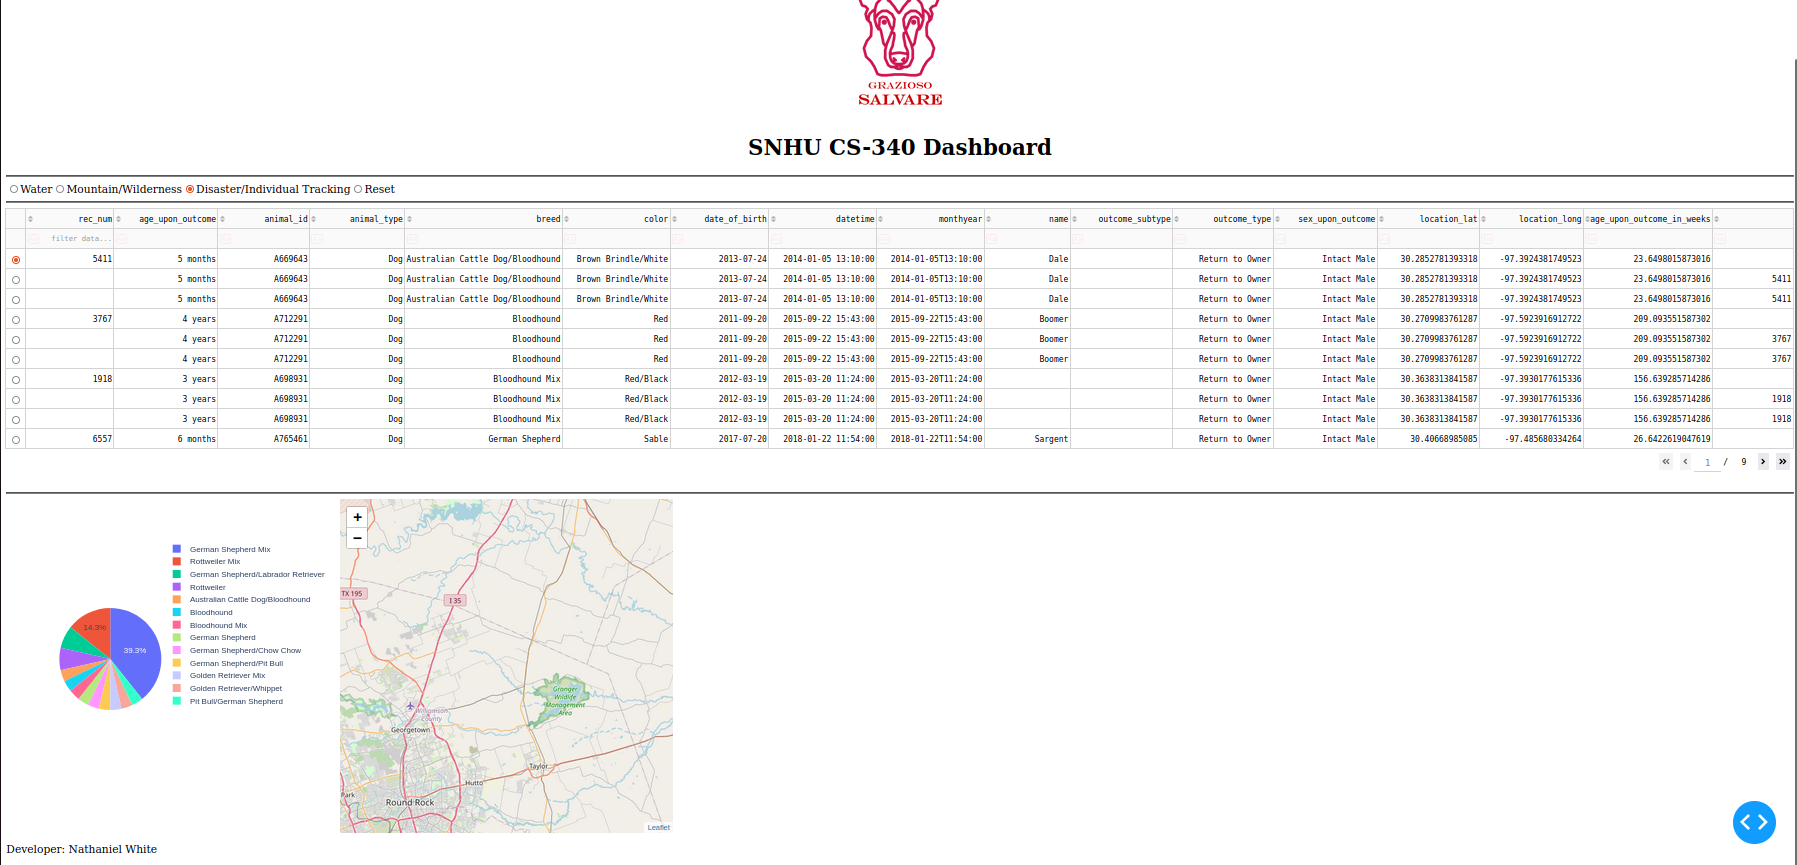 GRAZIOSO
SALVARE
SNHU CS-340 Dashboard
Water Mountain/Wilderness Disaster/Individual Tracking Reset
rec_num age_upon_outcome animal_id animal_type breed color date_of_birth datetime monthyear name outcome_subtype outcome_type sex_upon_outcome location_lat location_long age_upon_outcome_in_weeks
filter data...
5411 5 months A669643 Dog Australian Cattle Dog/Bloodhound Brown Brindle/White 2013-07-24 2014-01-05 13:10:00 2014-01-05T13:10:00 Dale Return to Owner Intact Male 30.2852781393318 -97.3924381749523 23.6498015873016
5 months A669643 Dog Australian Cattle Dog/Bloodhound Brown Brindle/White 2013-07-24 2014-01-05 13:10:00 2014-01-05T13:10:00 Dale Return to Owner Intact Male 30.2852781393318 -97.3924381749523 23.6498015873016 5411
5 months A669643 Dog Australian Cattle Dog/Bloodhound Brown Brindle/White 2013-07-24 2014-01-05 13:10:00 2014-01-05T13:10:00 Dale Return to Owner Intact Male 30.2852781393318 -97.3924381749523 23.6498015873016 5411
3767 4 years A712291 Dog Bloodhound Red 2011-09-20 2015-09-22 15:43:00 2015-09-22T15:43:00 Boomer Return to Owner Intact Male 30.2709983761287 -97.5923916912722 209.093551587302
4 years A712291 Dog Bloodhound Red 2011-09-20 2015-09-22 15:43:00 2015-09-22T15:43:00 Boomer Return to Owner Intact Male 30.2709983761287 -97.5923916912722 209.093551587302 3767
4 years A712291 Dog Bloodhound Red 2011-09-20 2015-09-22 15:43:00 2015-09-22T15:43:00 Boomer Return to Owner Intact Male 30.2709983761287 -97.5923916912722 209.093551587302 3767
1918 3 years A698931 Dog Bloodhound Mix Red/Black 2012-03-19 2015-03-20 11:24:00 2015-03-20T11:24:00 Return to Owner Intact Male 30.3638313841587 -97.3930177615336 156.639285714286
3 years A698931 Dog Bloodhound Mix Red/Black 2012-03-19 2015-03-20 11:24:00 2015-03-20T11:24:00 Return to Owner Intact Male 30.3638313841587 -97.3930177615336 156.639285714286 1918
3 years A698931 Dog Bloodhound Mix Red/Black 2012-03-19 2015-03-20 11:24:00 2015-03-20T11:24:00 Return to Owner Intact Male 30.3638313841587 -97.3930177615336 156.639285714286 1918
6557 6 months A765461 Dog German Shepherd Sable 2017-07-20 2018-01-22 11:54:00 2018-01-22T11:54:00 Sargent Return to Owner Intact Male 30.40668985085 -97.485680334264 26.6422619047619
« ‹ 1 / 9 › »
German Shepherd Mix
Rottweiler Mix
German Shepherd/Labrador Retriever
Rottweiler
Australian Cattle Dog/Bloodhound
Bloodhound
Bloodhound Mix
German Shepherd
German Shepherd/Chow Chow
German Shepherd/Pit Bull
Golden Retriever Mix
Golden Retriever/Whippet
Pit Bull/German Shepherd
14.3%
39.3%
+
−
TX 195
I 35
Granger
Wildlife
Management
Area
Williamson
County
Georgetown
Taylor
Hutto
Park
Round Rock
Leaflet
Developer: Nathaniel White